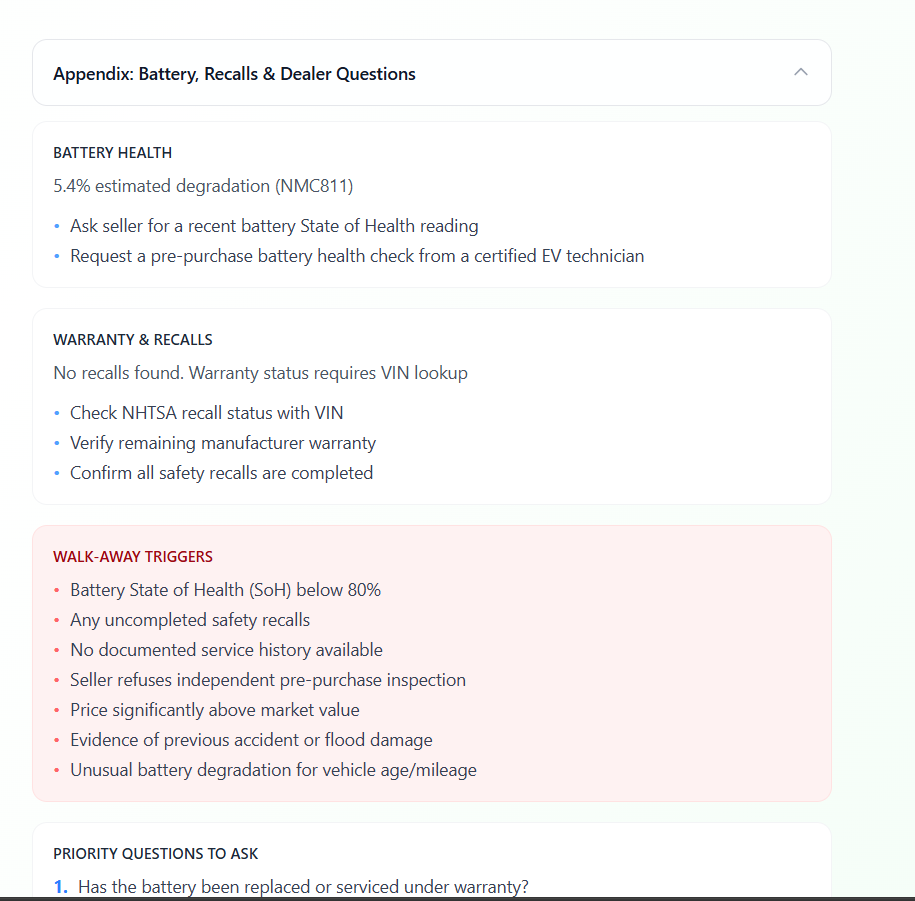 Appendix: Battery, Recalls & Dealer Questions
BATTERY HEALTH
5.4% estimated degradation (NMC811)
• Ask seller for a recent battery State of Health reading
• Request a pre-purchase battery health check from a certified EV technician
WARRANTY & RECALLS
No recalls found. Warranty status requires VIN lookup
• Check NHTSA recall status with VIN
• Verify remaining manufacturer warranty
• Confirm all safety recalls are completed
WALK-AWAY TRIGGERS
• Battery State of Health (SoH) below 80%
• Any uncompleted safety recalls
• No documented service history available
• Seller refuses independent pre-purchase inspection
• Price significantly above market value
• Evidence of previous accident or flood damage
• Unusual battery degradation for vehicle age/mileage
PRIORITY QUESTIONS TO ASK
1. Has the battery been replaced or serviced under warranty?